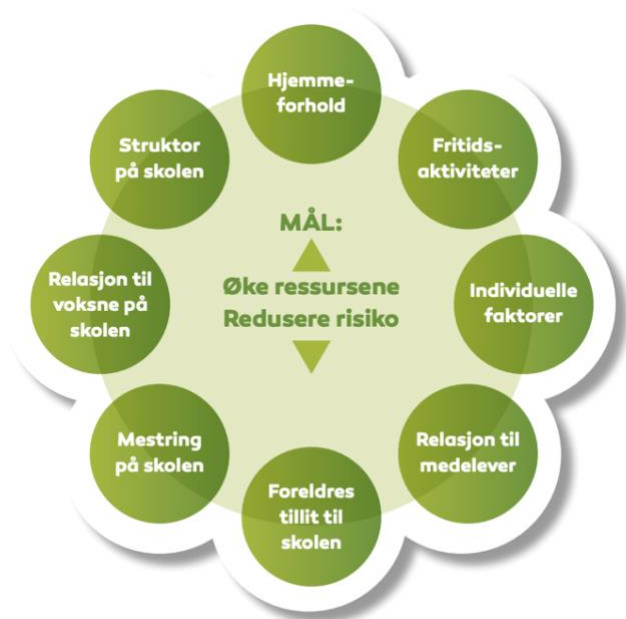 Hjemme-
forhold
Fritids-
aktiviteter
Individuelle
faktorer
Relasjon til
medelever
Foreldres
tillit til
skolen
Mestring
på skolen
Relasjon til
voksne på
skolen
Struktor
på skolen
MÅL:
Øke ressursene
Redusere risiko